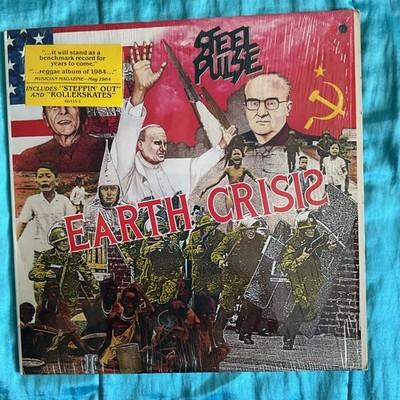 STEEL
PULSE
"...it will stand as a
benchmark record for
years to come."
"...reggae album of 1984..."
MUSICIAN MAGAZINE—May 1984
INCLUDES "STEPPIN' OUT"
AND "ROLLERSKATES"
EARTH CRISIS